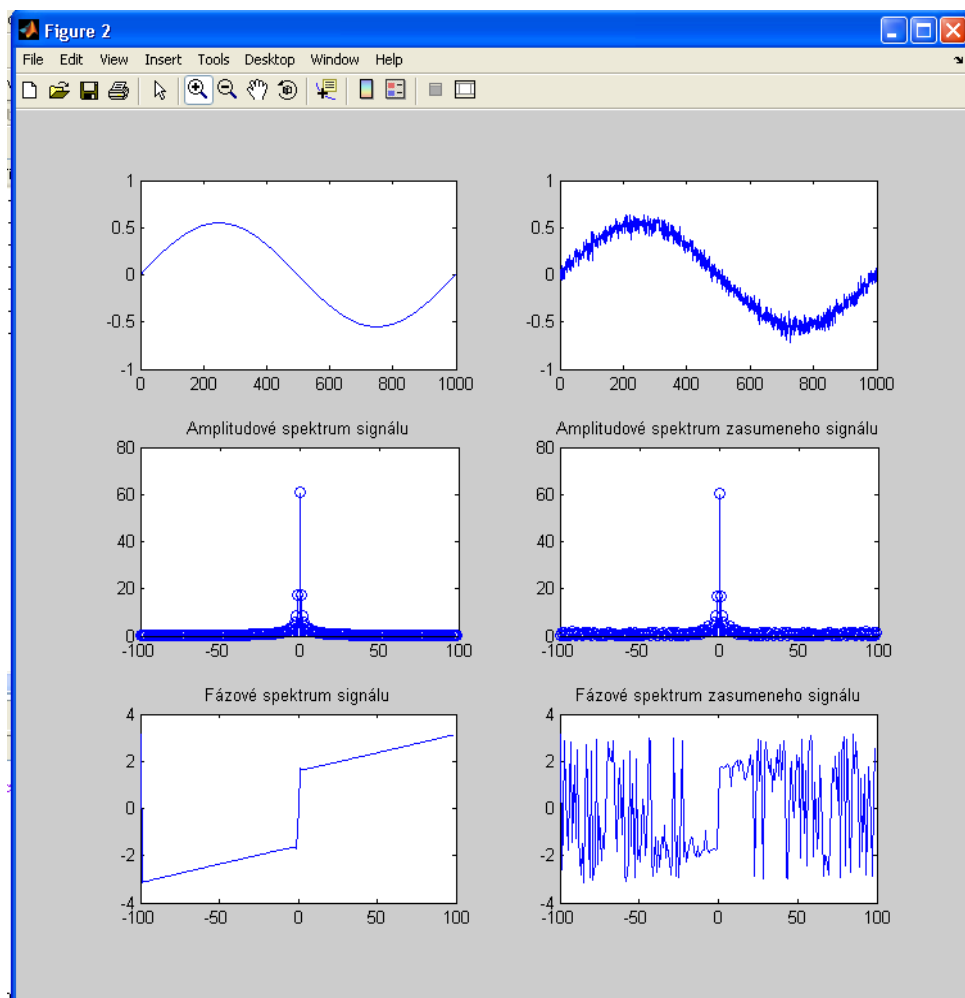 Figure 2
File Edit View Insert Tools Desktop Window Help
1
0.5
0
-0.5
-1
0 200 400 600 800 1000
1
0.5
0
-0.5
-1
0 200 400 600 800 1000
Amplitudové spektrum signálu
80
60
40
20
0
-100 -50 0 50 100
Amplitudové spektrum zasumeneho signálu
80
60
40
20
0
-100 -50 0 50 100
Fázové spektrum signálu
4
2
0
-2
-4
-100 -50 0 50 100
Fázové spektrum zasumeneho signálu
4
2
0
-2
-4
-100 -50 0 50 100